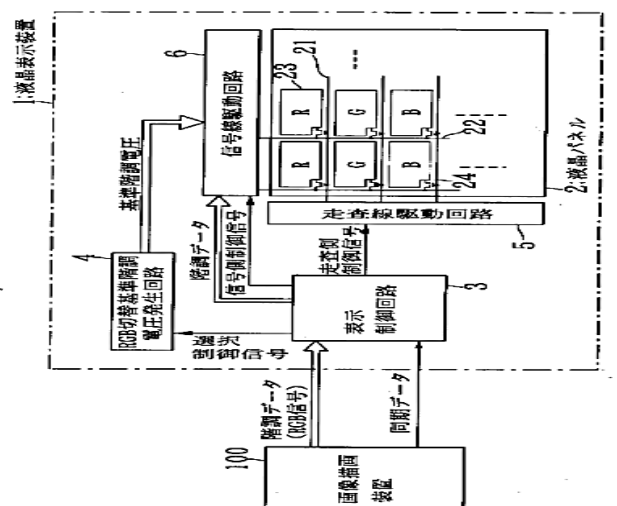 1:液晶表示装置
6
信号線駆動回路
21
23
R
G
B
R
G
B
22
24
2:液晶パネル
基準階調電圧
4
RGB切替基準階調
電圧発生回路
階調データ
信号側制御信号
走査線駆動回路
5
走査側
制御信号
選択
制御信号
表示
制御回路
3
階調データ
(RGB信号)
同期データ
100
画像描画
装置